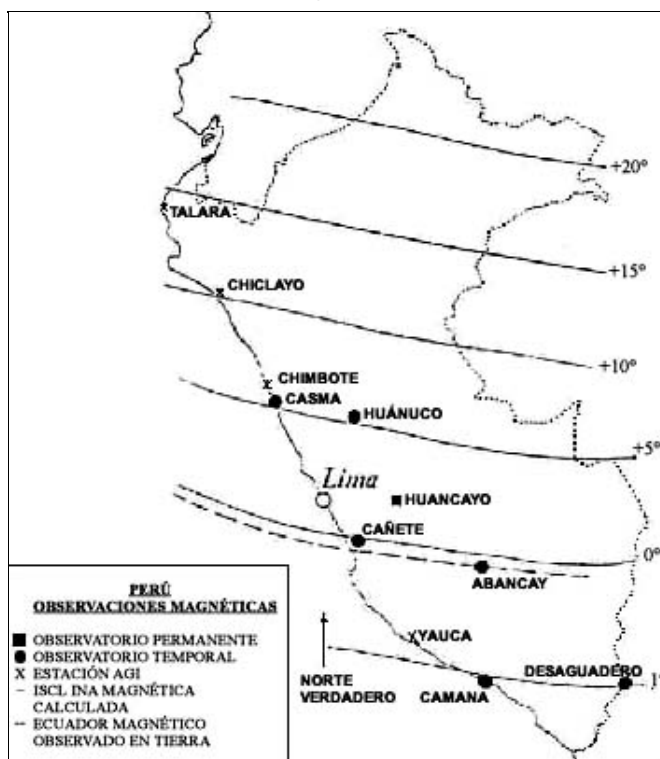 +20°
TALARA
+15°
CHICLAYO
+10°
CHIMBOTE
CASMA
HUÁNUCO
+5°
Lima
HUANCAYO
CAÑETE
0°
ABANCAY
PERÚ
OBSERVACIONES MAGNÉTICAS
■ OBSERVATORIO PERMANENTE
● OBSERVATORIO TEMPORAL
X ESTACIÓN AGI
– ISCL INA MAGNÉTICA
CALCULADA
-- ECUADOR MAGNÉTICO
OBSERVADO EN TIERRA
NORTE
VERDADERO
YAUCA
CAMANA
DESAGUADERO
1°